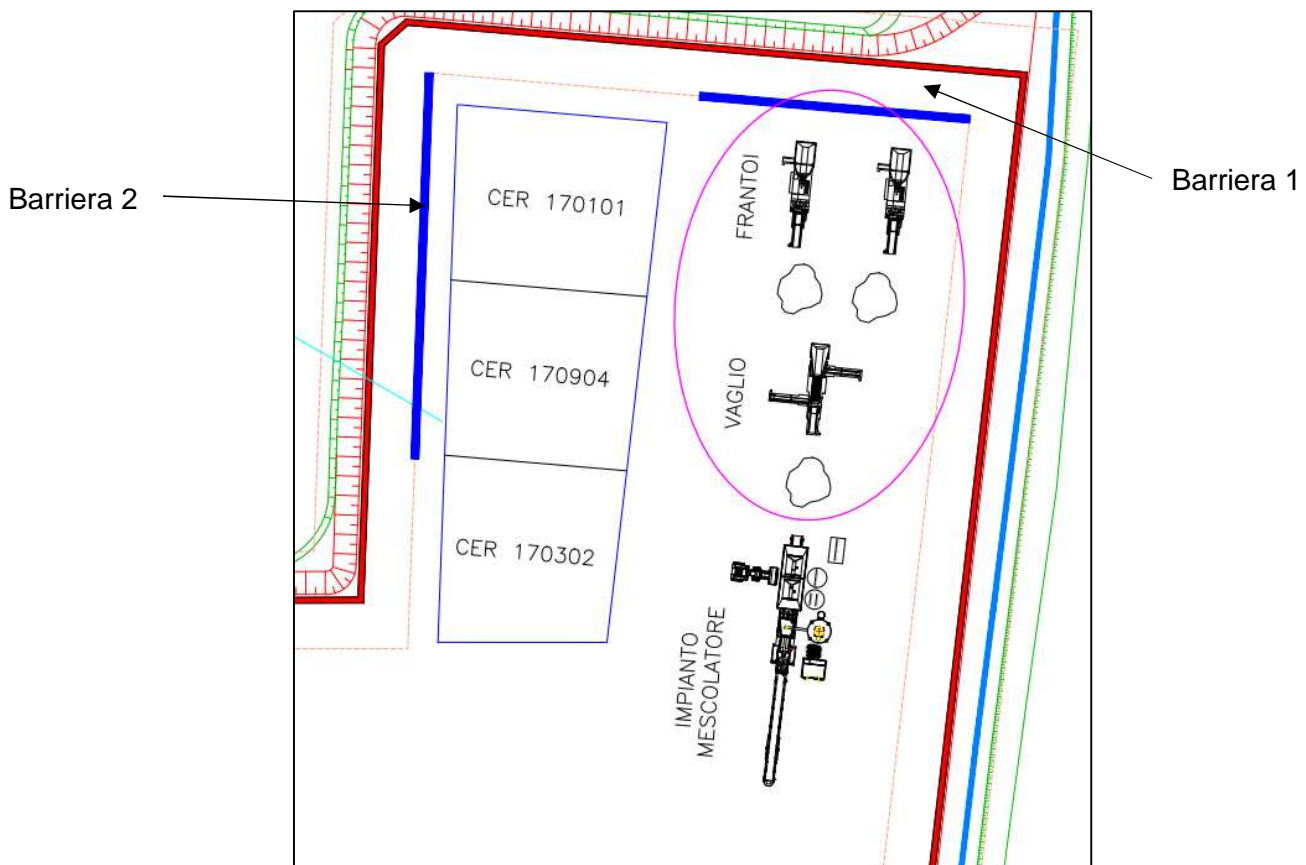 Barriera 1
Barriera 2
CER 170101
FRANTOI
CER 170904
VAGLIO
CER 170302
IMPIANTO
MESCOLATORE